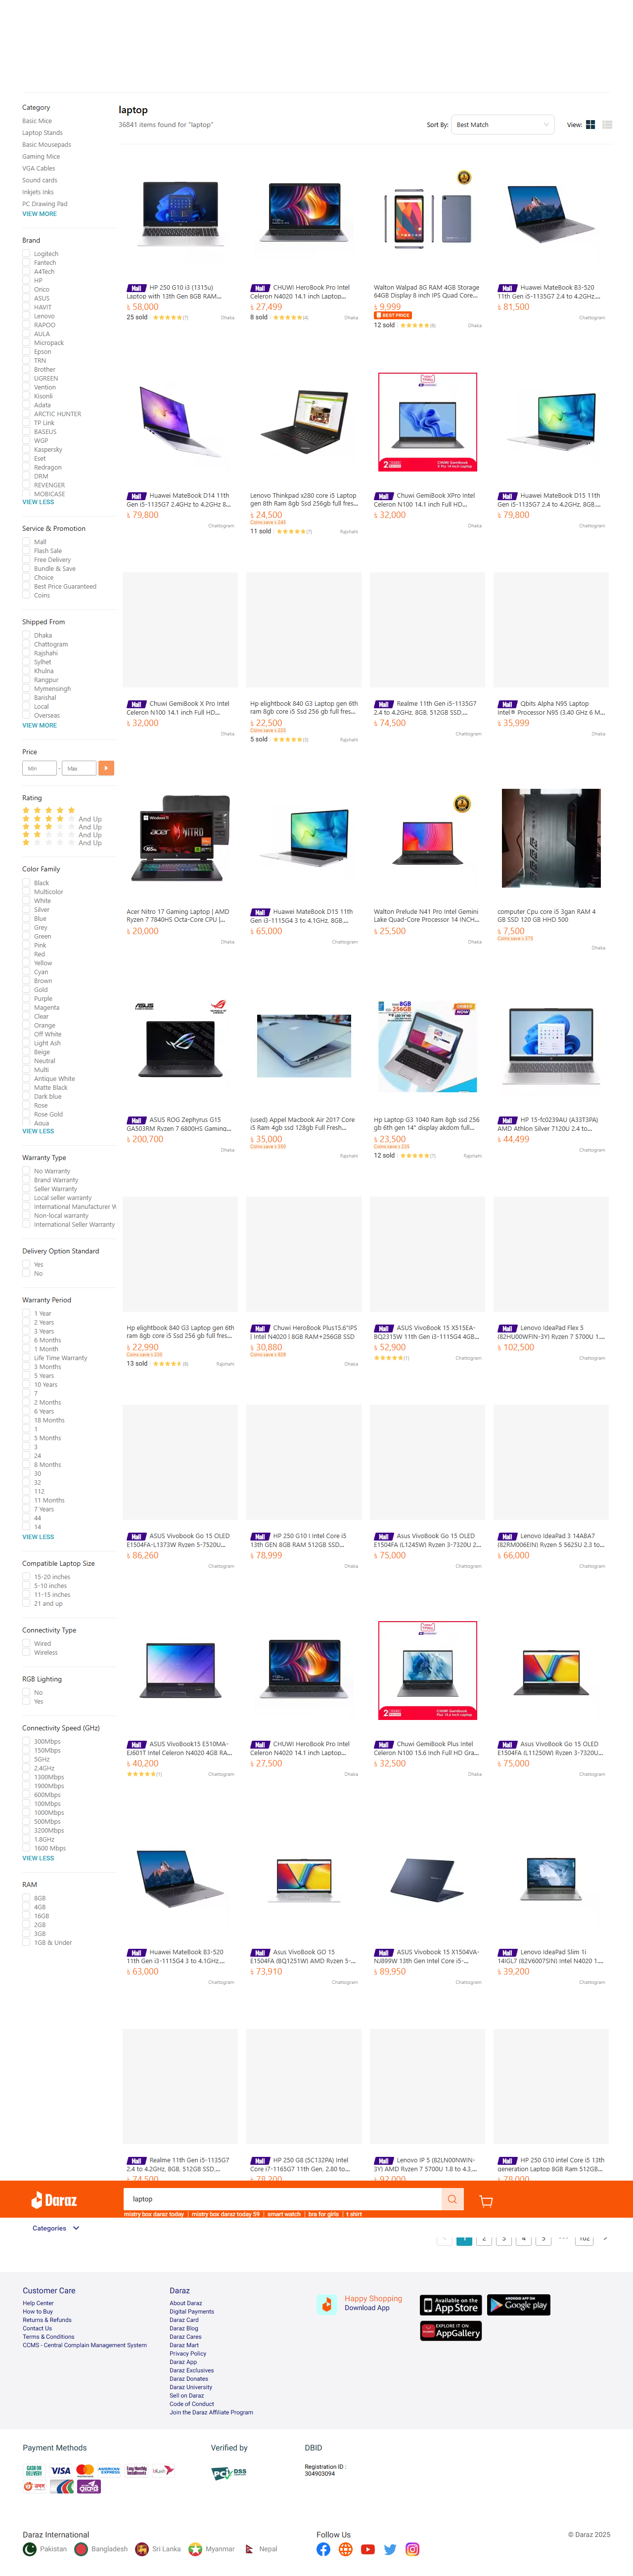 Category
Basic Mice
Laptop Stands
Basic Mousepads
Gaming Mice
VGA Cables
Sound cards
Inkjets Inks
PC Drawing Pad
VIEW MORE
Brand
Logitech
Fantech
A4Tech
HP
Orico
ASUS
HAVIT
Lenovo
RAPOO
AULA
Micropack
Epson
TRN
Brother
UGREEN
Vention
Kisonli
Adata
ARCTIC HUNTER
TP Link
BASEUS
WGP
Kaspersky
Eset
Redragon
DRM
REVENGER
MOBICASE
VIEW LESS
Service & Promotion
Mall
Flash Sale
Free Delivery
Bundle & Save
Choice
Best Price Guaranteed
Coins
Shipped From
Dhaka
Chattogram
Rajshahi
Sylhet
Khulna
Rangpur
Mymensingh
Barishal
Local
Overseas
VIEW MORE
Price
Min - Max
Rating
And Up
And Up
And Up
And Up
Color Family
Black
Multicolor
White
Silver
Blue
Grey
Green
Pink
Red
Yellow
Cyan
Brown
Gold
Purple
Magenta
Clear
Orange
Off White
Light Ash
Beige
Neutral
Multi
Antique White
Matte Black
Dark blue
Rose
Rose Gold
Aqua
VIEW LESS
Warranty Type
No Warranty
Brand Warranty
Seller Warranty
Local seller warranty
International Manufacturer W
Non-local warranty
International Seller Warranty
Delivery Option Standard
Yes
No
Warranty Period
1 Year
2 Years
3 Years
6 Months
1 Month
Life Time Warranty
3 Months
5 Years
10 Years
7
2 Months
6 Years
18 Months
1
5 Months
3
24
8 Months
30
32
112
11 Months
7 Years
44
14
VIEW LESS
Compatible Laptop Size
15-20 inches
5-10 inches
11-15 inches
21 and up
Connectivity Type
Wired
Wireless
RGB Lighting
No
Yes
Connectivity Speed (GHz)
300Mbps
150Mbps
5GHz
2.4GHz
1300Mbps
1900Mbps
600Mbps
100Mbps
1000Mbps
500Mbps
3200Mbps
1.8GHz
1600 Mbps
VIEW LESS
RAM
8GB
4GB
16GB
2GB
3GB
1GB & Under
laptop
36841 items found for "laptop"
Sort By: Best Match View:
Mall HP 250 G10 i3 (1315u)
Laptop with 13th Gen 8GB RAM...
৳ 58,000
25 sold (7) Dhaka
Mall CHUWI HeroBook Pro Intel
Celeron N4020 14.1 inch Laptop...
৳ 27,499
8 sold (4) Dhaka
Walton Walpad 8G RAM 4GB Storage
64GB Display 8 inch IPS Quad Core...
৳ 9,999
BEST PRICE
12 sold (8) Dhaka
Mall Huawei MateBook B3-520
11th Gen i5-1135G7 2.4 to 4.2GHz,...
৳ 81,500
Chattogram
Mall Huawei MateBook D14 11th
Gen i5-1135G7 2.4GHz to 4.2GHz 8...
৳ 79,800
Chattogram
Lenovo Thinkpad x280 core i5 Laptop
gen 8th Ram 8gb Ssd 256gb full fres...
৳ 24,500
Coins save ৳ 245
11 sold (7) Rajshahi
Mall Chuwi GemiBook XPro Intel
Celeron N100 14.1 inch Full HD...
৳ 32,000
Dhaka
Mall Huawei MateBook D15 11th
Gen i5-1135G7 2.4 to 4.2GHz, 8GB,...
৳ 79,800
Chattogram
Mall Chuwi GemiBook X Pro Intel
Celeron N100 14.1 inch Full HD...
৳ 32,000
Dhaka
Hp elightbook 840 G3 Laptop gen 6th
ram 8gb core i5 Ssd 256 gb full fres...
৳ 22,500
Coins save ৳ 225
5 sold (3) Rajshahi
Mall Realme 11th Gen i5-1135G7
2.4 to 4.2GHz, 8GB, 512GB SSD,...
৳ 74,500
Chattogram
Mall Qbits Alpha N95 Laptop
Intel® Processor N95 (3.40 GHz 6 M...
৳ 35,999
Dhaka
Acer Nitro 17 Gaming Laptop | AMD
Ryzen 7 7840HS Octa-Core CPU |...
৳ 20,000
Dhaka
Mall Huawei MateBook D15 11th
Gen i3-1115G4 3 to 4.1GHz, 8GB,...
৳ 65,000
Chattogram
Walton Prelude N41 Pro Intel Gemini
Lake Quad-Core Processor 14 INCH...
৳ 25,500
Dhaka
computer Cpu core i5 3gan RAM 4
GB SSD 120 GB HHD 500
৳ 7,500
Coins save ৳ 375
Dhaka
Mall ASUS ROG Zephyrus G15
GA503RM Ryzen 7 6800HS Gaming...
৳ 200,700
Dhaka
(used) Appel Macbook Air 2017 Core
i5 Ram 4gb ssd 128gb Full Fresh...
৳ 35,000
Coins save ৳ 350
Rajshahi
Hp Laptop G3 1040 Ram 8gb ssd 256
gb 6th gen 14" display akdom full...
৳ 23,500
Coins save ৳ 235
12 sold (7) Rajshahi
Mall HP 15-fc0239AU (A33T3PA)
AMD Athlon Silver 7120U 2.4 to...
৳ 44,499
Chattogram
Hp elightbook 840 G3 Laptop gen 6th
ram 8gb core i5 Ssd 256 gb full fres...
৳ 22,990
Coins save ৳ 230
13 sold (8) Rajshahi
Mall Chuwi HeroBook Plus15.6"IPS
| Intel N4020 | 8GB RAM+256GB SSD
৳ 30,880
Dhaka
Mall ASUS VivoBook 15 X515EA-
BQ2315W 11th Gen i3-1115G4 4GB...
৳ 52,900
(1) Chattogram
Mall Lenovo IdeaPad Flex 5
(82HU00WFIN-3Y) Ryzen 7 5700U 1...
৳ 102,500
Chattogram
Mall ASUS Vivobook Go 15 OLED
E1504FA-L1373W Ryzen 5-7520U...
৳ 86,260
Chattogram
Mall HP 250 G10 I Intel Core i5
13th GEN 8GB RAM 512GB SSD...
৳ 78,999
Dhaka
Mall Asus VivoBook Go 15 OLED
E1504FA (L1245W) Ryzen 3-7320U 2...
৳ 75,000
Chattogram
Mall Lenovo IdeaPad 3 14ABA7
(82RM006EIN) Ryzen 5 5625U 2.3 to...
৳ 66,000
Chattogram
Mall ASUS VivoBook15 E510MA-
EJ601T Intel Celeron N4020 4GB RA...
৳ 40,200
(1) Chattogram
Mall CHUWI HeroBook Pro Intel
Celeron N4020 14.1 inch Laptop...
৳ 27,500
Dhaka
Mall Chuwi GemiBook Plus Intel
Celeron N100 15.6 Inch Full HD Gra...
৳ 32,500
Dhaka
Mall Asus VivoBook Go 15 OLED
E1504FA (L11250W) Ryzen 3-7320U...
৳ 75,000
Chattogram
Mall Huawei MateBook B3-520
11th Gen i3-1115G4 3 to 4.1GHz,...
৳ 63,000
Chattogram
Mall Asus VivoBook GO 15
E1504FA (BQ1251W) AMD Ryzen 5-...
৳ 73,910
Chattogram
Mall ASUS Vivobook 15 X1504VA-
NJ899W 13th Gen Intel Core i5-...
৳ 89,950
Chattogram
Mall Lenovo IdeaPad Slim 1i
14IGL7 (82V6007SIN) Intel N4020 1...
৳ 39,200
Chattogram
Mall Realme 11th Gen i5-1135G7
2.4 to 4.2GHz, 8GB, 512GB SSD,...
৳ 74,500
Mall HP 250 G8 (5C132PA) Intel
Core i7-1165G7 11th Gen, 2.80 to...
৳ 78,200
Mall Lenovo IP 5 (82LN00NWIN-
3Y) AMD Ryzen 7 5700U 1.8 to 4.3...
৳ 92,000
Mall HP 250 G10 intel Core i5 13th
generation Laptop 8GB Ram 512GB...
৳ 78,000
Daraz
laptop
mistry box daraz today | mistry box daraz today 59 | smart watch | bra for girls | t shirt
Categories
1 2 3 4 5 ... 102 >
Customer Care
Help Center
How to Buy
Returns & Refunds
Contact Us
Terms & Conditions
CCMS - Central Complain Management System
Daraz
About Daraz
Digital Payments
Daraz Card
Daraz Blog
Daraz Cares
Daraz Mart
Privacy Policy
Daraz App
Daraz Exclusives
Daraz Donates
Daraz University
Sell on Daraz
Code of Conduct
Join the Daraz Affiliate Program
Happy Shopping
Download App
Available on the
App Store
ANDROID APP ON
Google play
EXPLORE IT ON
AppGallery
Payment Methods
CASH ON DELIVERY
VISA
MasterCard
AMERICAN EXPRESS
Easy Monthly Installments
bKash
Verified by
PCI DSS
DBID
Registration ID :
304903094
Daraz International
Pakistan Bangladesh Sri Lanka Myanmar Nepal
Follow Us
© Daraz 2025